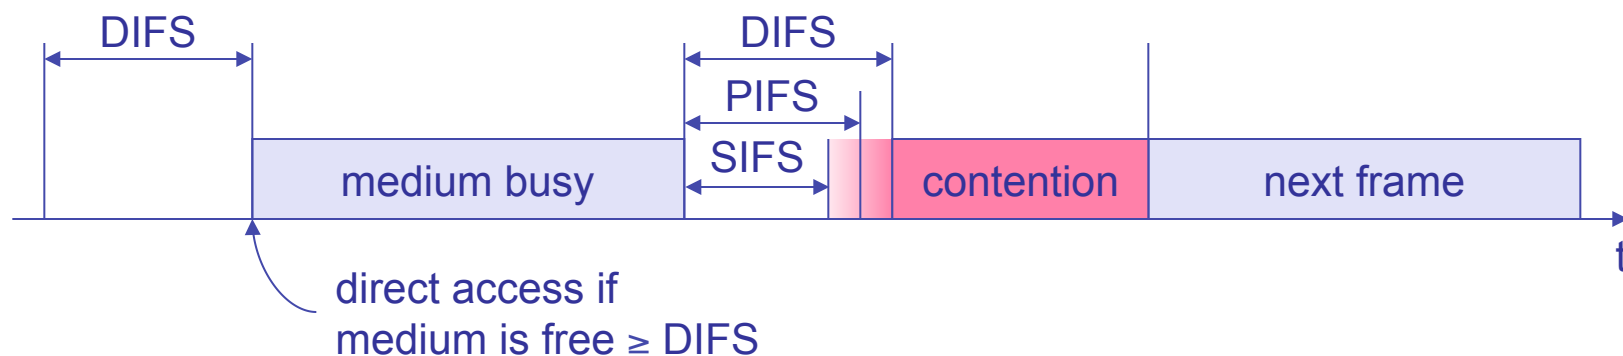 DIFS
DIFS
PIFS
SIFS
medium busy
contention
next frame
t
direct access if
medium is free ≥ DIFS